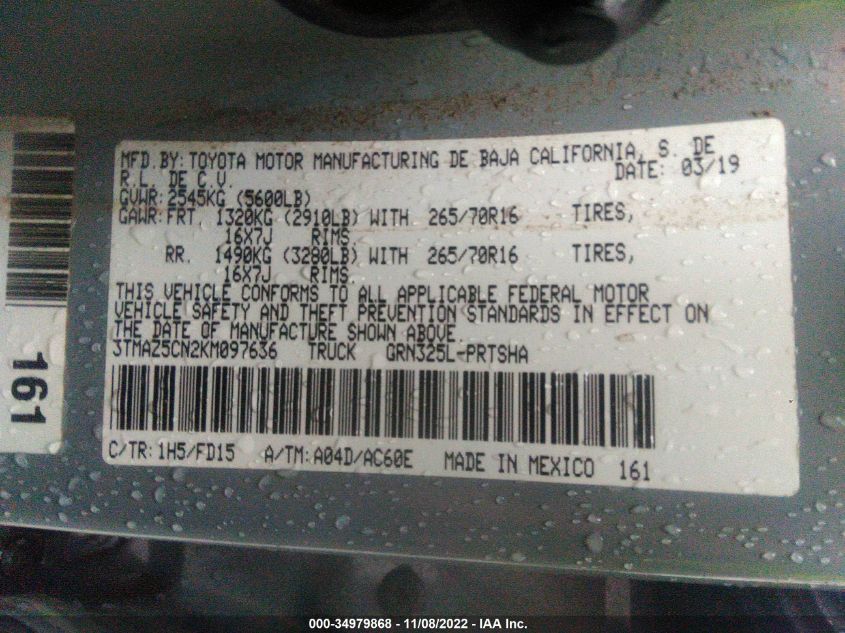 MFD.BY: TOYOTA MOTOR MANUFACTURING DE BAJA CALIFORNIA, S. DE
R.L. DE C.V. DATE: 03/19
GVWR: 2545KG (5600LB)
GAWR: FRT. 1320KG (2910LB) WITH 265/70R16 TIRES,
16X7J RIMS
RR. 1490KG (3280LB) WITH 265/70R16 TIRES,
16X7J RIMS.
THIS VEHICLE CONFORMS TO ALL APPLICABLE FEDERAL MOTOR
VEHICLE SAFETY AND THEFT PREVENTION STANDARDS IN EFFECT ON
THE DATE OF MANUFACTURE SHOWN ABOVE.
3TMAZ5CN2KM097636 TRUCK GRN325L-PRTSHA
C/TR: 1H5/FD15 A/TM: A04D/AC60E MADE IN MEXICO 161
161
000-34979868 - 11/08/2022 - IAA Inc.